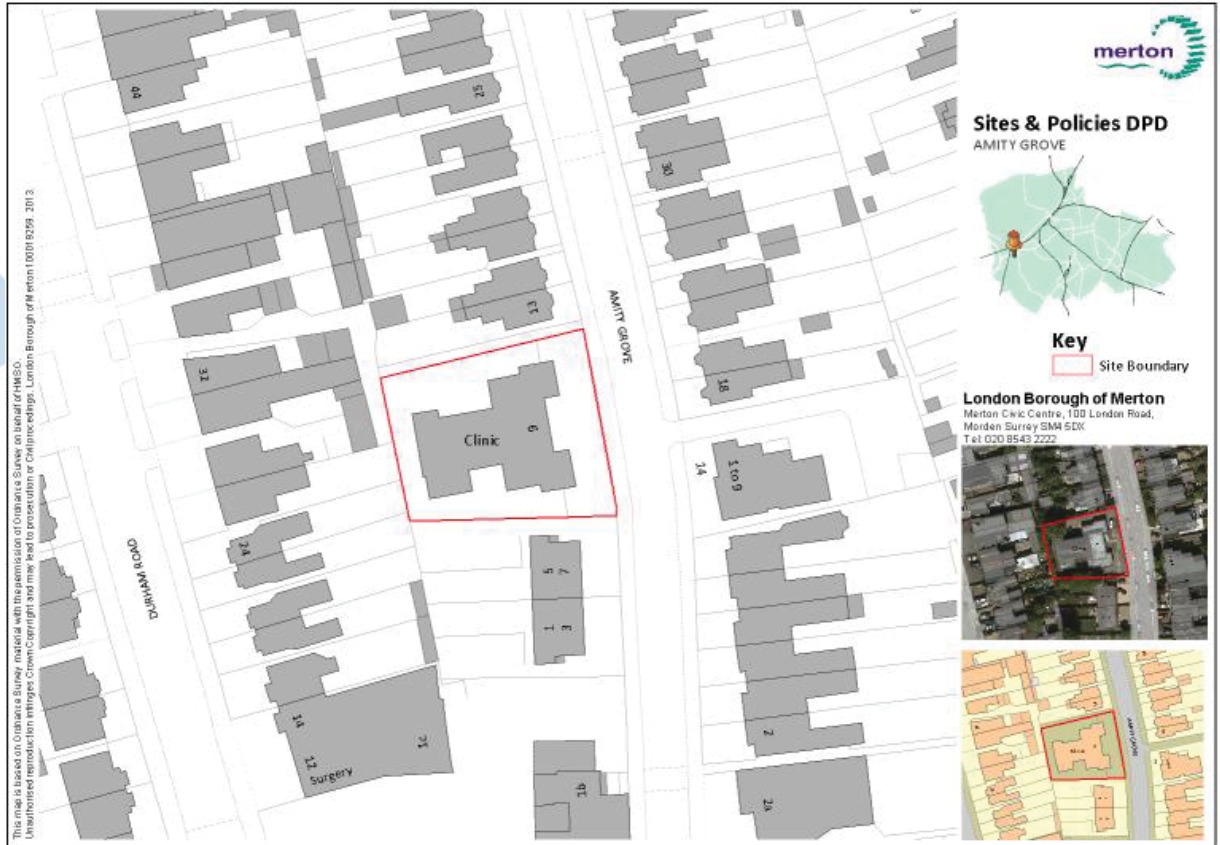 merton
Sites & Policies DPD
AMITY GROVE
Key
Site Boundary
London Borough of Merton
Merton Civic Centre, 100 London Road,
Morden Surrey SM4 5DX
Tel: 020 8543 2222
44
25
30
AMITY GROVE
13
32
18
Clinic
9
14
1 to 9
24
DURHAM ROAD
5 7
1 3
14
12
Surgery
2
2a
This map is based on Ordnance Survey material with the permission of Ordnance Survey on behalf of HMSO.
Unauthorised reproduction infringes Crown Copyright and may lead to prosecution or Civil procedings. London Borough of Merton 100019259. 2013.